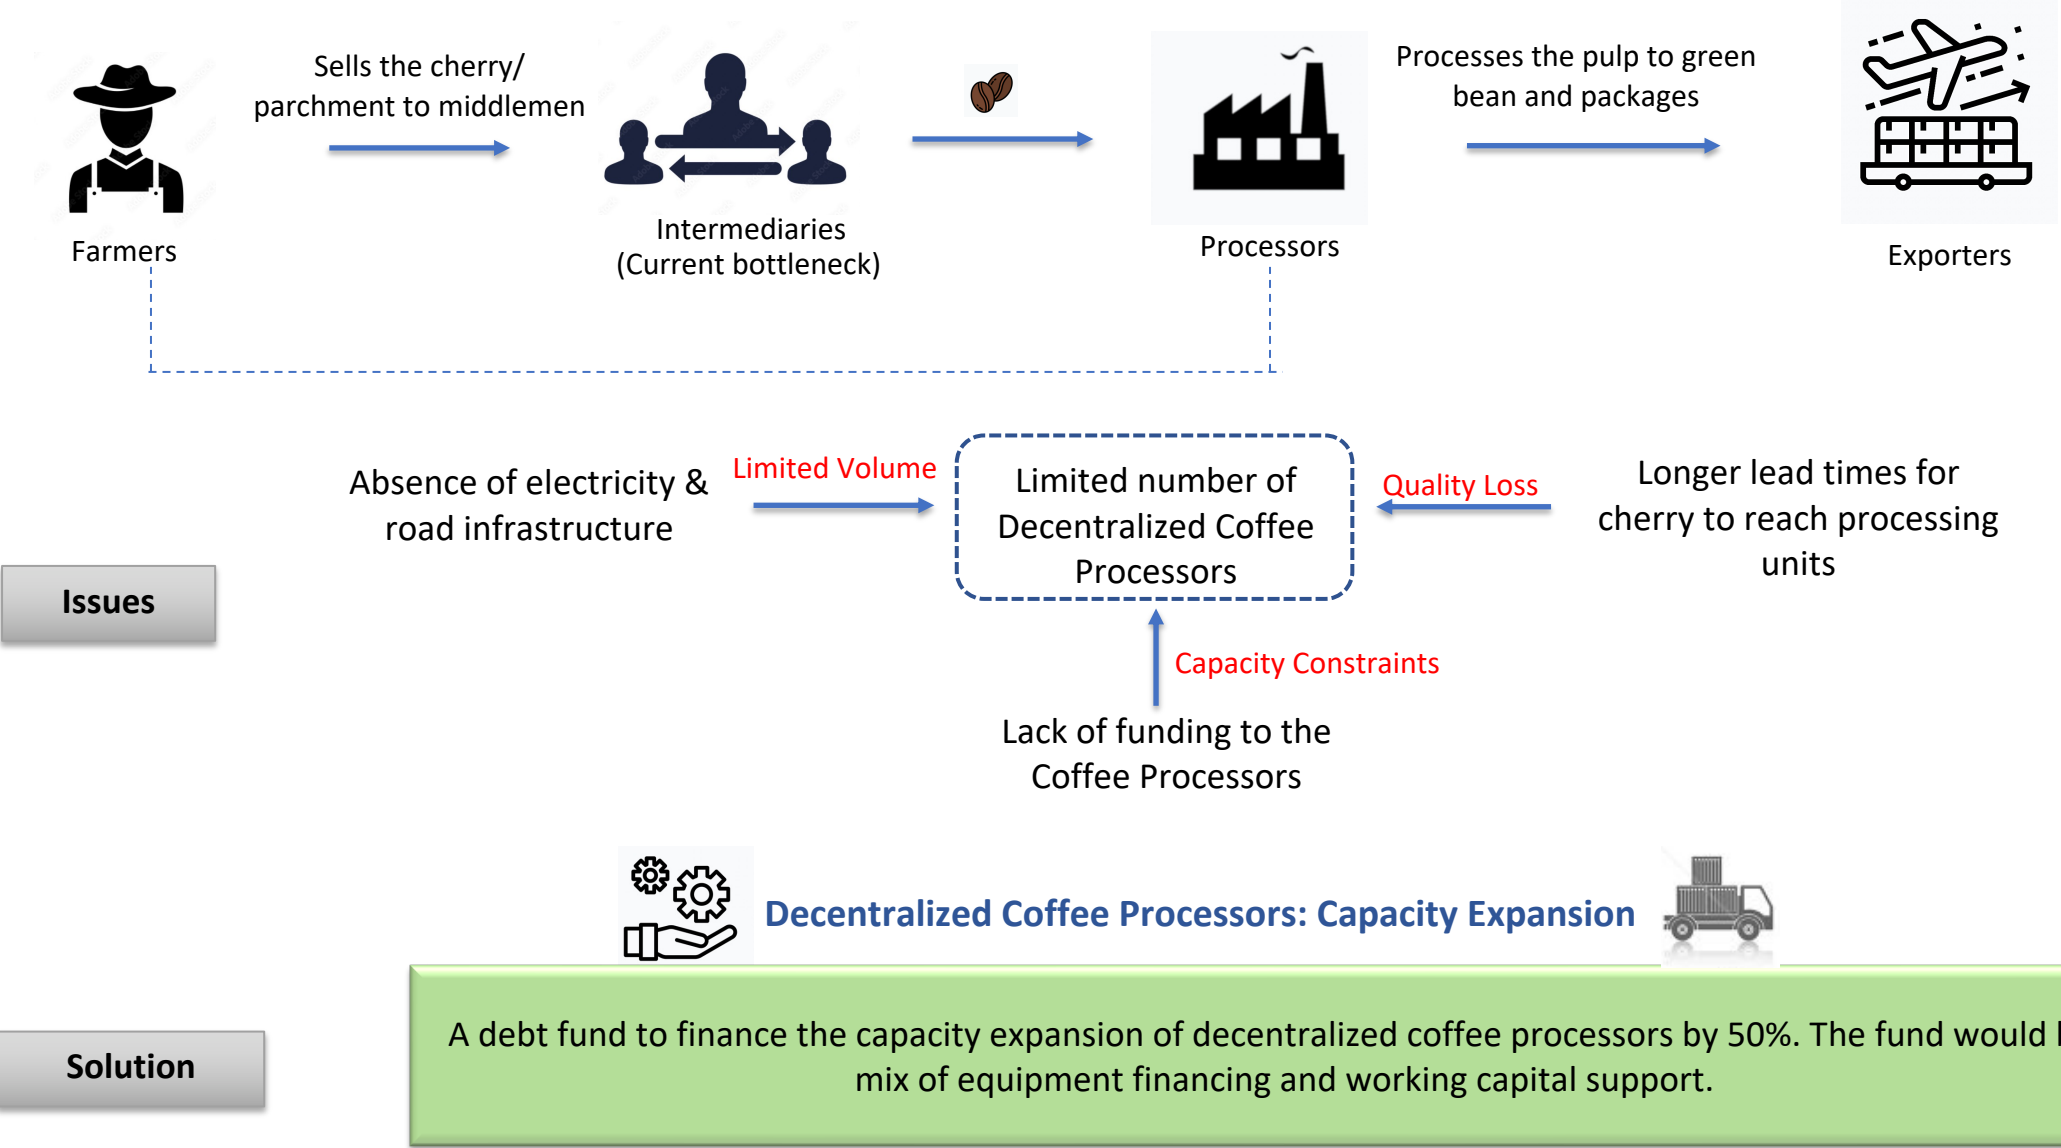 Sells the cherry/
parchment to middlemen
Processes the pulp to green
bean and packages
Farmers
Intermediaries
(Current bottleneck)
Processors
Exporters
Absence of electricity &
road infrastructure
Limited Volume
Limited number of
Decentralized Coffee
Processors
Quality Loss
Longer lead times for
cherry to reach processing
units
Issues
Capacity Constraints
Lack of funding to the
Coffee Processors
Decentralized Coffee Processors: Capacity Expansion
Solution
A debt fund to finance the capacity expansion of decentralized coffee processors by 50%. The fund would
mix of equipment financing and working capital support.